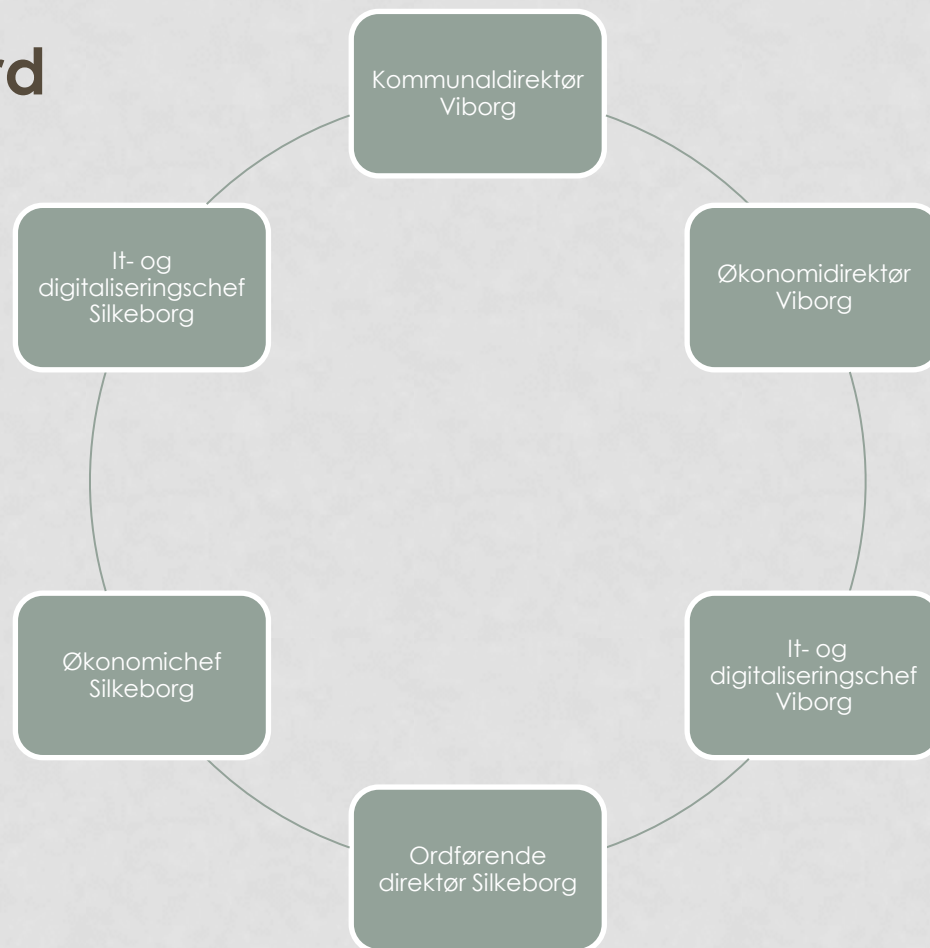 rd
Kommunaldirektør
Viborg
Økonomidirektør
Viborg
It- og
digitaliseringschef
Viborg
Ordførende
direktør Silkeborg
Økonomichef
Silkeborg
It- og
digitaliseringschef
Silkeborg